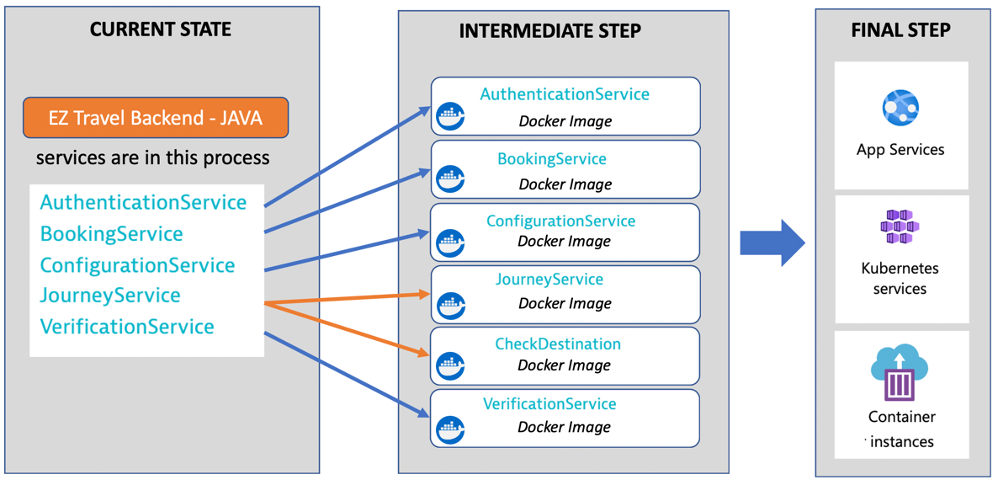 CURRENT STATE
EZ Travel Backend - JAVA
services are in this process
AuthenticationService
BookingService
ConfigurationService
JourneyService
VerificationService
INTERMEDIATE STEP
AuthenticationService
Docker Image
BookingService
Docker Image
ConfigurationService
Docker Image
JourneyService
Docker Image
CheckDestination
Docker Image
VerificationService
Docker Image
FINAL STEP
App Services
Kubernetes
services
Container
instances